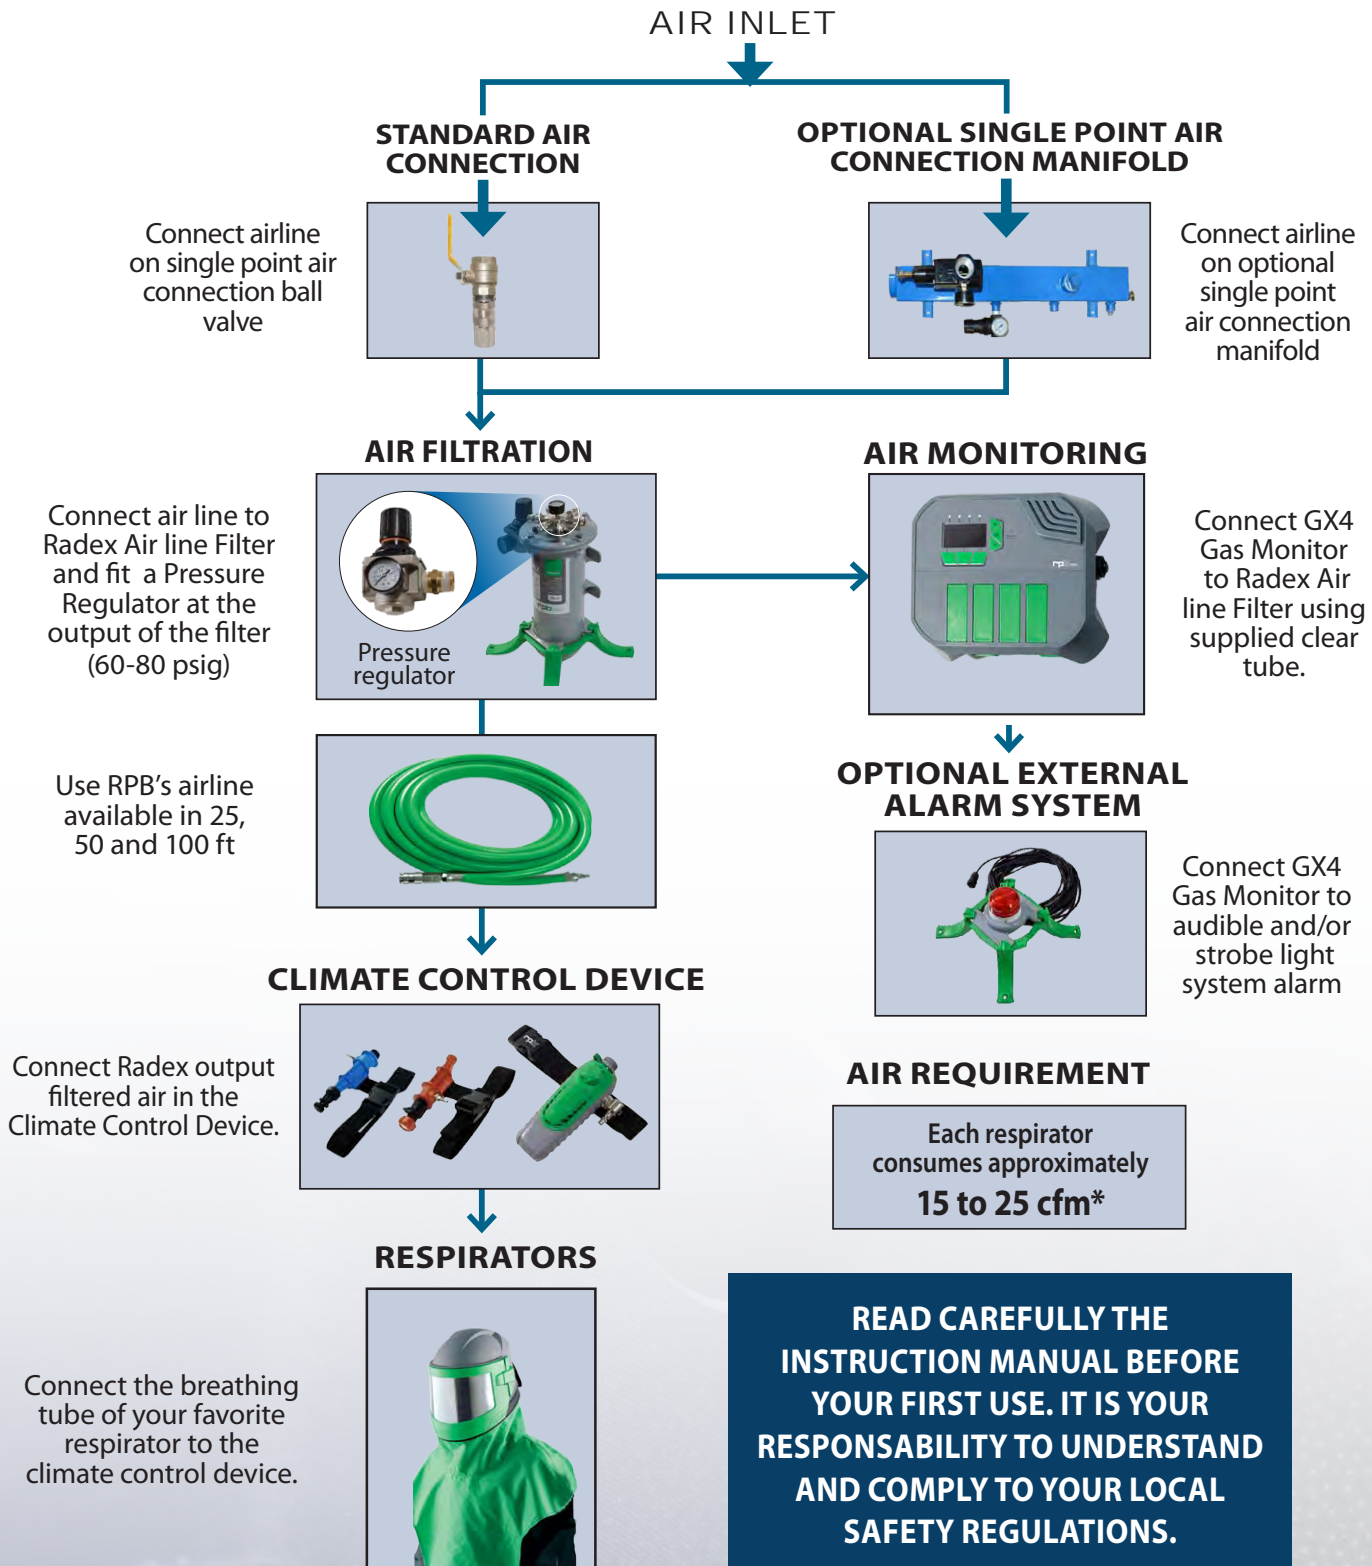 AIR INLET
STANDARD AIR
CONNECTION
OPTIONAL SINGLE POINT AIR
CONNECTION MANIFOLD
Connect airline
on single point air
connection ball
valve
Connect airline
on optional
single point
air connection
manifold
AIR FILTRATION
AIR MONITORING
Connect air line to
Radex Air line Filter
and fit a Pressure
Regulator at the
output of the filter
(60-80 psig)
Pressure
regulator
rpb
rpb
Connect GX4
Gas Monitor
to Radex Air
line Filter using
supplied clear
tube.
Use RPB’s airline
available in 25,
50 and 100 ft
OPTIONAL EXTERNAL
ALARM SYSTEM
Connect GX4
Gas Monitor to
audible and/or
strobe light
system alarm
CLIMATE CONTROL DEVICE
Connect Radex output
filtered air in the
Climate Control Device.
rpb
AIR REQUIREMENT
Each respirator
consumes approximately
15 to 25 cfm*
RESPIRATORS
Connect the breathing
tube of your favorite
respirator to the
climate control device.
READ CAREFULLY THE
INSTRUCTION MANUAL BEFORE
YOUR FIRST USE. IT IS YOUR
RESPONSABILITY TO UNDERSTAND
AND COMPLY TO YOUR LOCAL
SAFETY REGULATIONS.